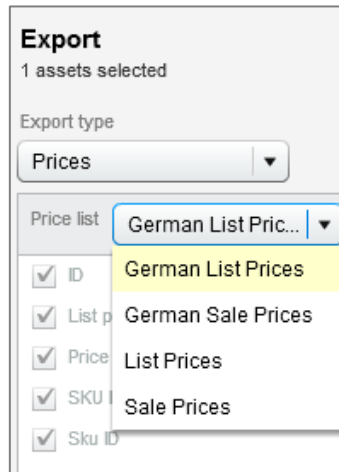 Export
1 assets selected
Export type
Prices
Price list
German List Pric...
German List Prices
German Sale Prices
List Prices
Sale Prices
ID
List p
Price
SKU
Sku ID